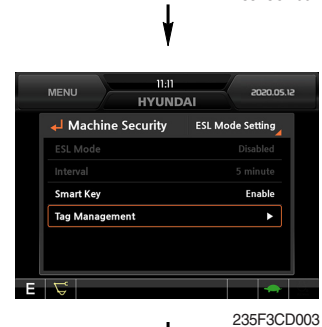 MENU
11:11
HYUNDAI
2020.05.12
Machine Security
ESL Mode Setting
ESL Mode Disabled
Interval 5 minute
Smart Key Enable
Tag Management
E
235F3CD003